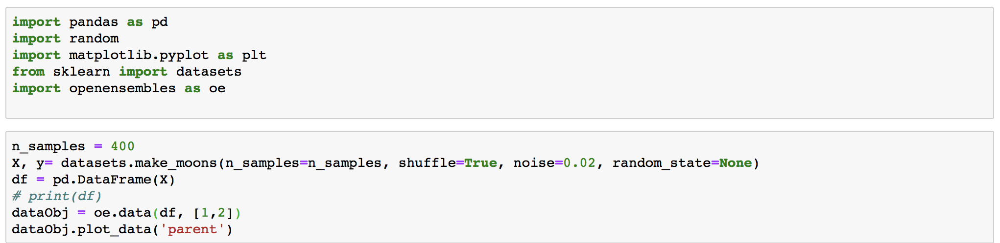 import pandas as pd
import random
import matplotlib.pyplot as plt
from sklearn import datasets
import openensembles as oe
n_samples = 400
X, y= datasets.make_moons(n_samples=n_samples, shuffle=True, noise=0.02, random_state=None)
df = pd.DataFrame(X)
# print(df)
dataObj = oe.data(df, [1,2])
dataObj.plot_data('parent')